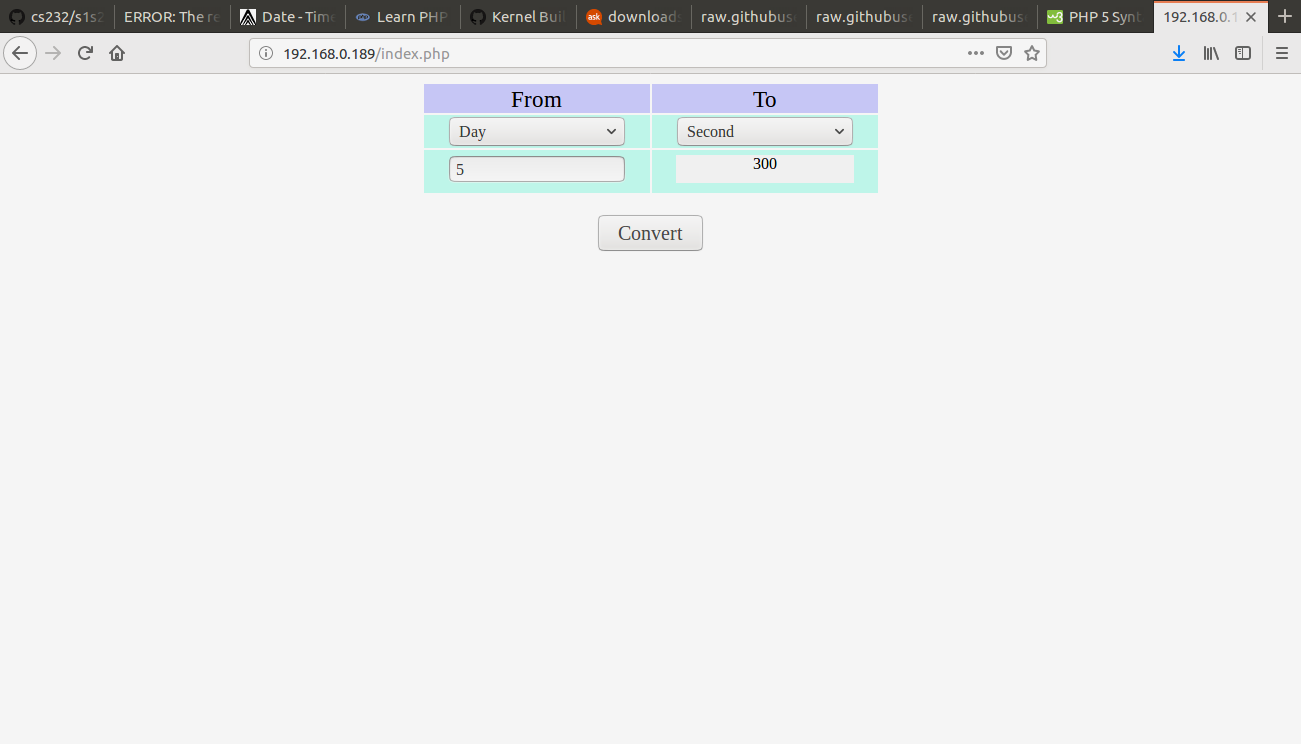 cs232/s1s2 ERROR: The re Date - Time Learn PHP Kernel Buil download raw.githubus raw.githubus raw.githubus PHP 5 Synt 192.168.0.1
192.168.0.189/index.php
From To
Day Second
5 300
Convert